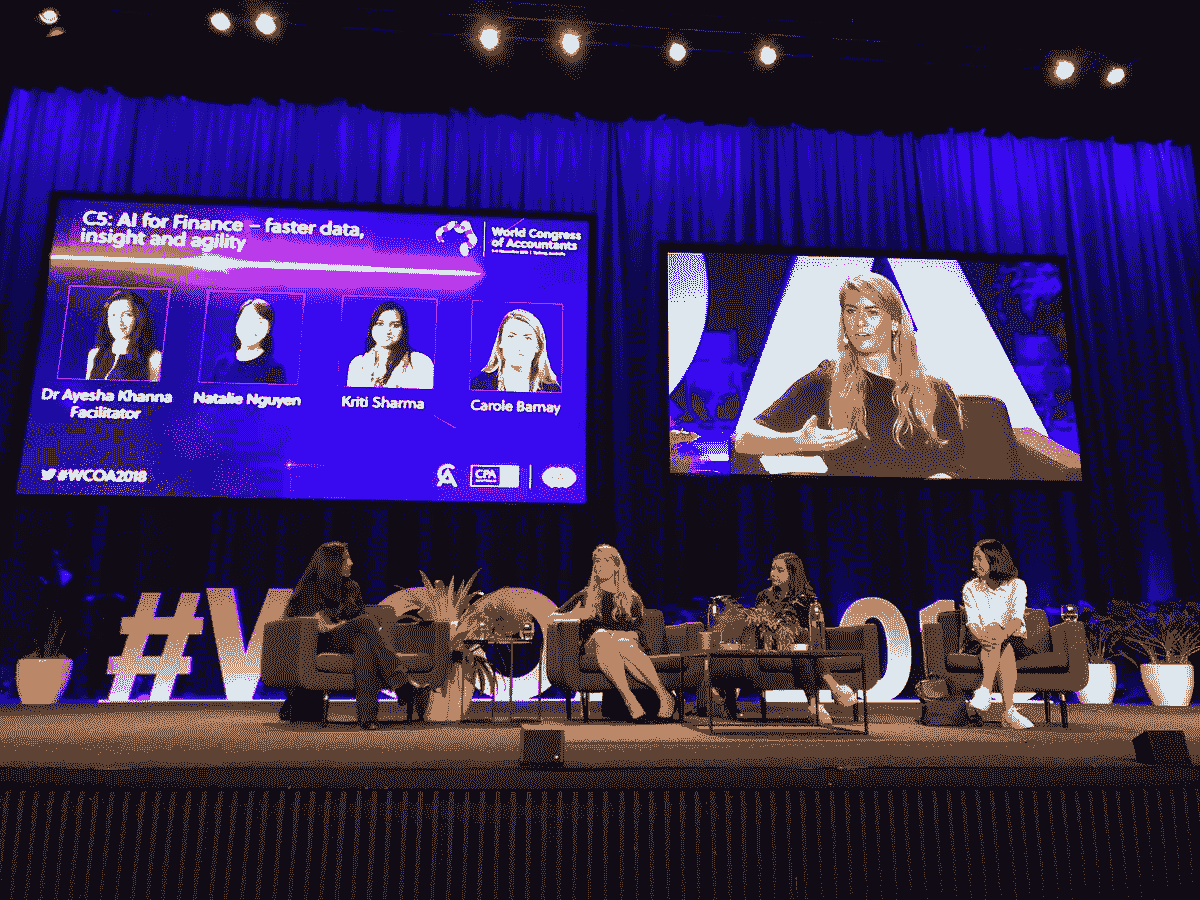 C5: AI for Finance – faster data,
insight and agility
World Congress
of Accountants
Dr Ayesha Khanna
Facilitator
Natalie Nguyen
Kriti Sharma
Carole Barnay
#WCOA2018
CPA
#W